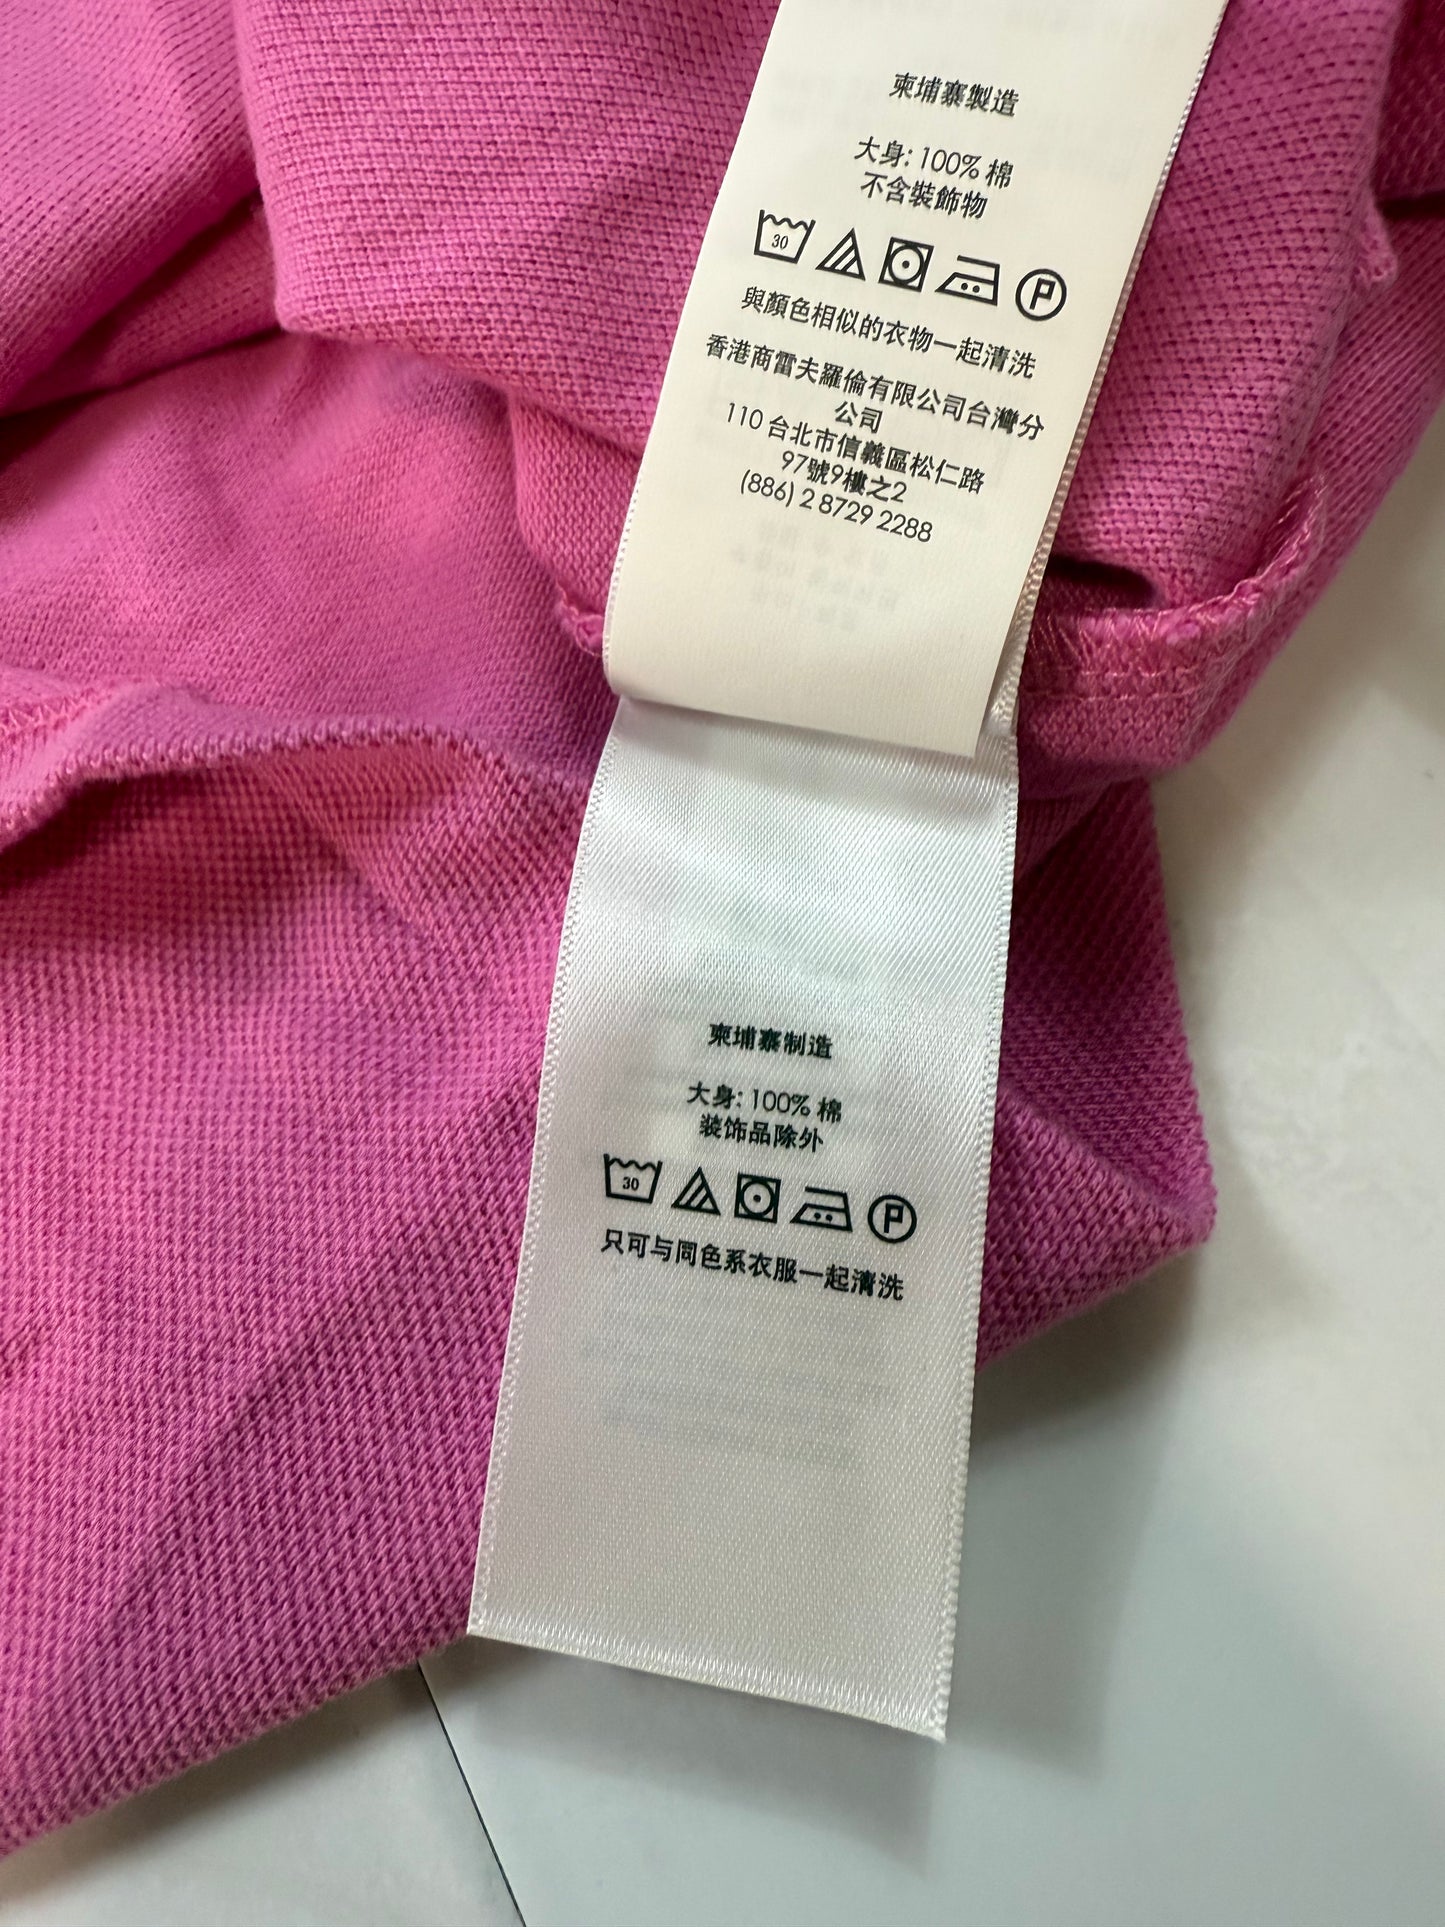 柬埔寨製造
大身: 100% 棉
不含裝飾物
30
P
與顏色相似的衣物一起清洗
香港商雷夫羅倫有限公司台灣分
公司
110 台北市信義區松仁路
97號9樓之2
(886) 2 8729 2288
柬埔寨制造
大身: 100% 棉
装饰品除外
30
P
只可与同色系衣服一起清洗